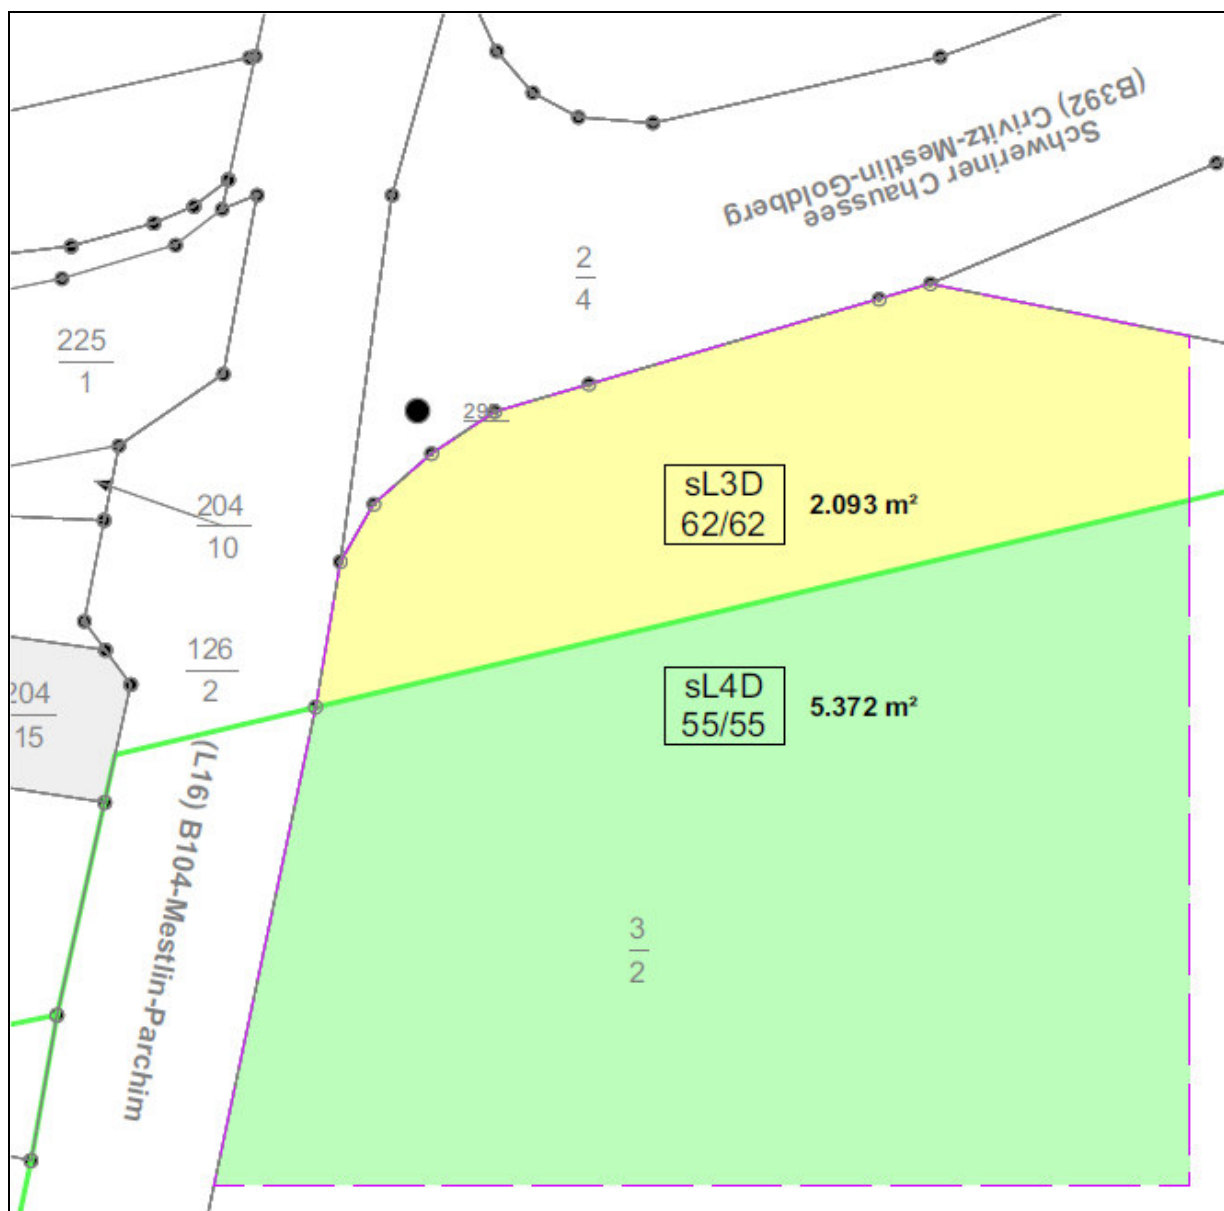 (B392) Crivitz-Mestlin-Goldberg
Schweriner Chaussee
2
4
225
1
sL3D
62/62
2.093 m²
204
10
126
2
sL4D
55/55
5.372 m²
204
15
(L16) B104-Mestlin-Parchim
3
2